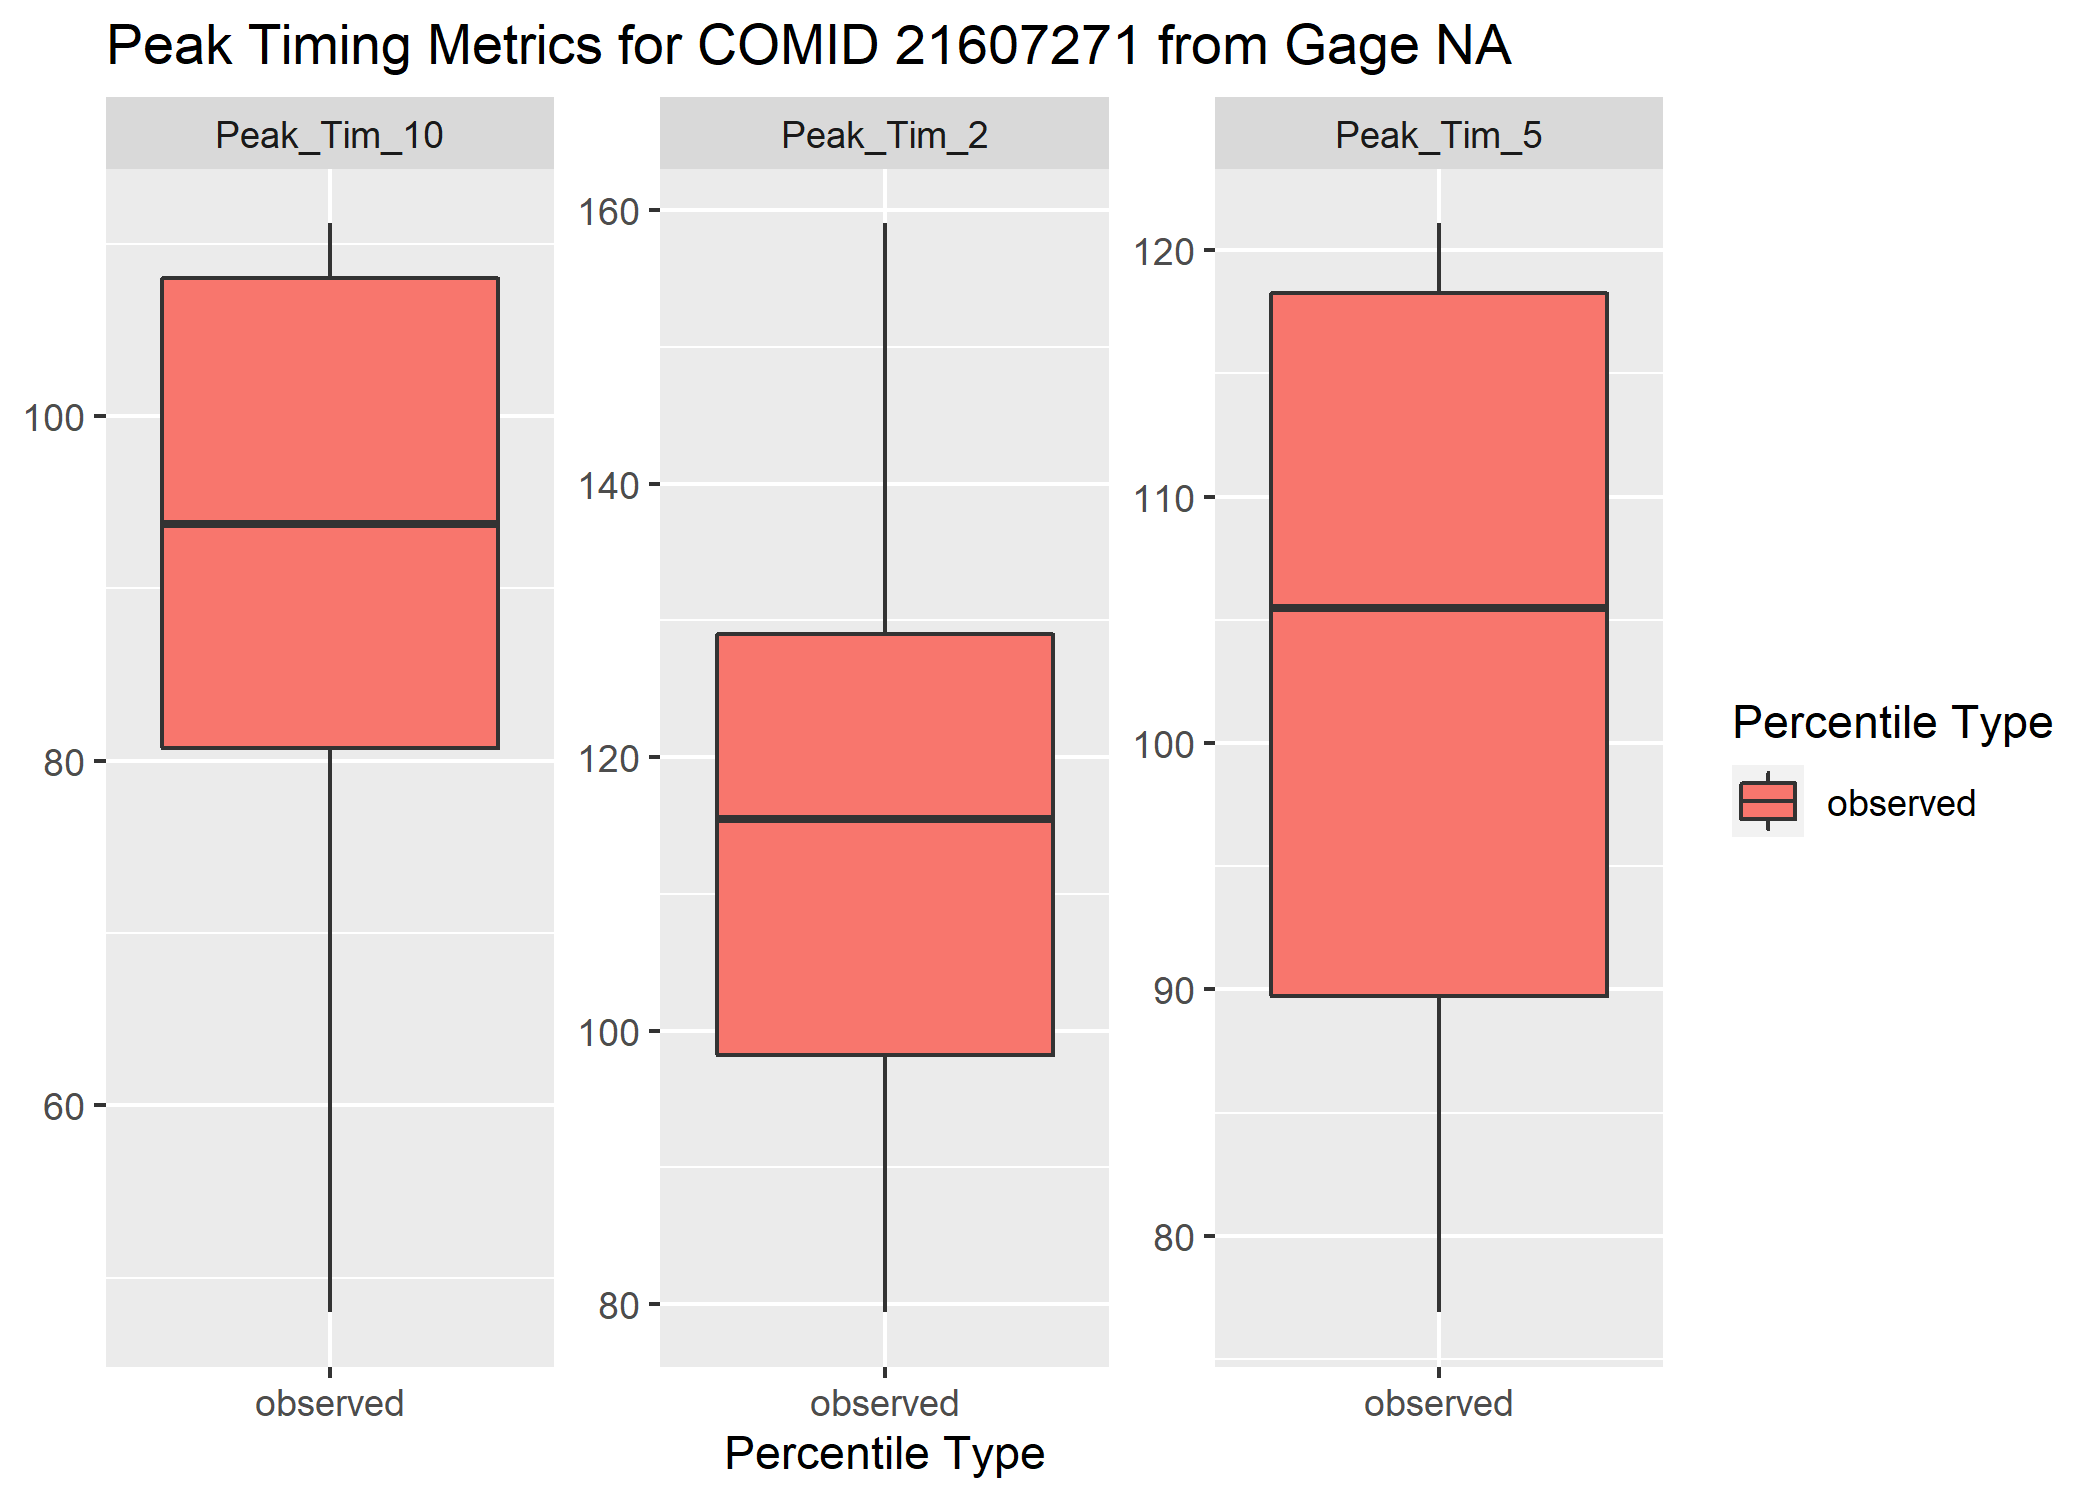 Peak Timing Metrics for COMID 21607271 from Gage NA
Peak_Tim_10
100
80
60
observed
Peak_Tim_2
160
140
120
100
80
observed
Peak_Tim_5
120
110
100
90
80
observed
Percentile Type
Percentile Type
observed